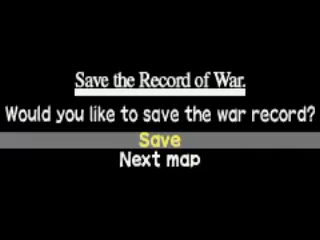 Save the Record of War.
Would you like to save the war record?
Save
Next map